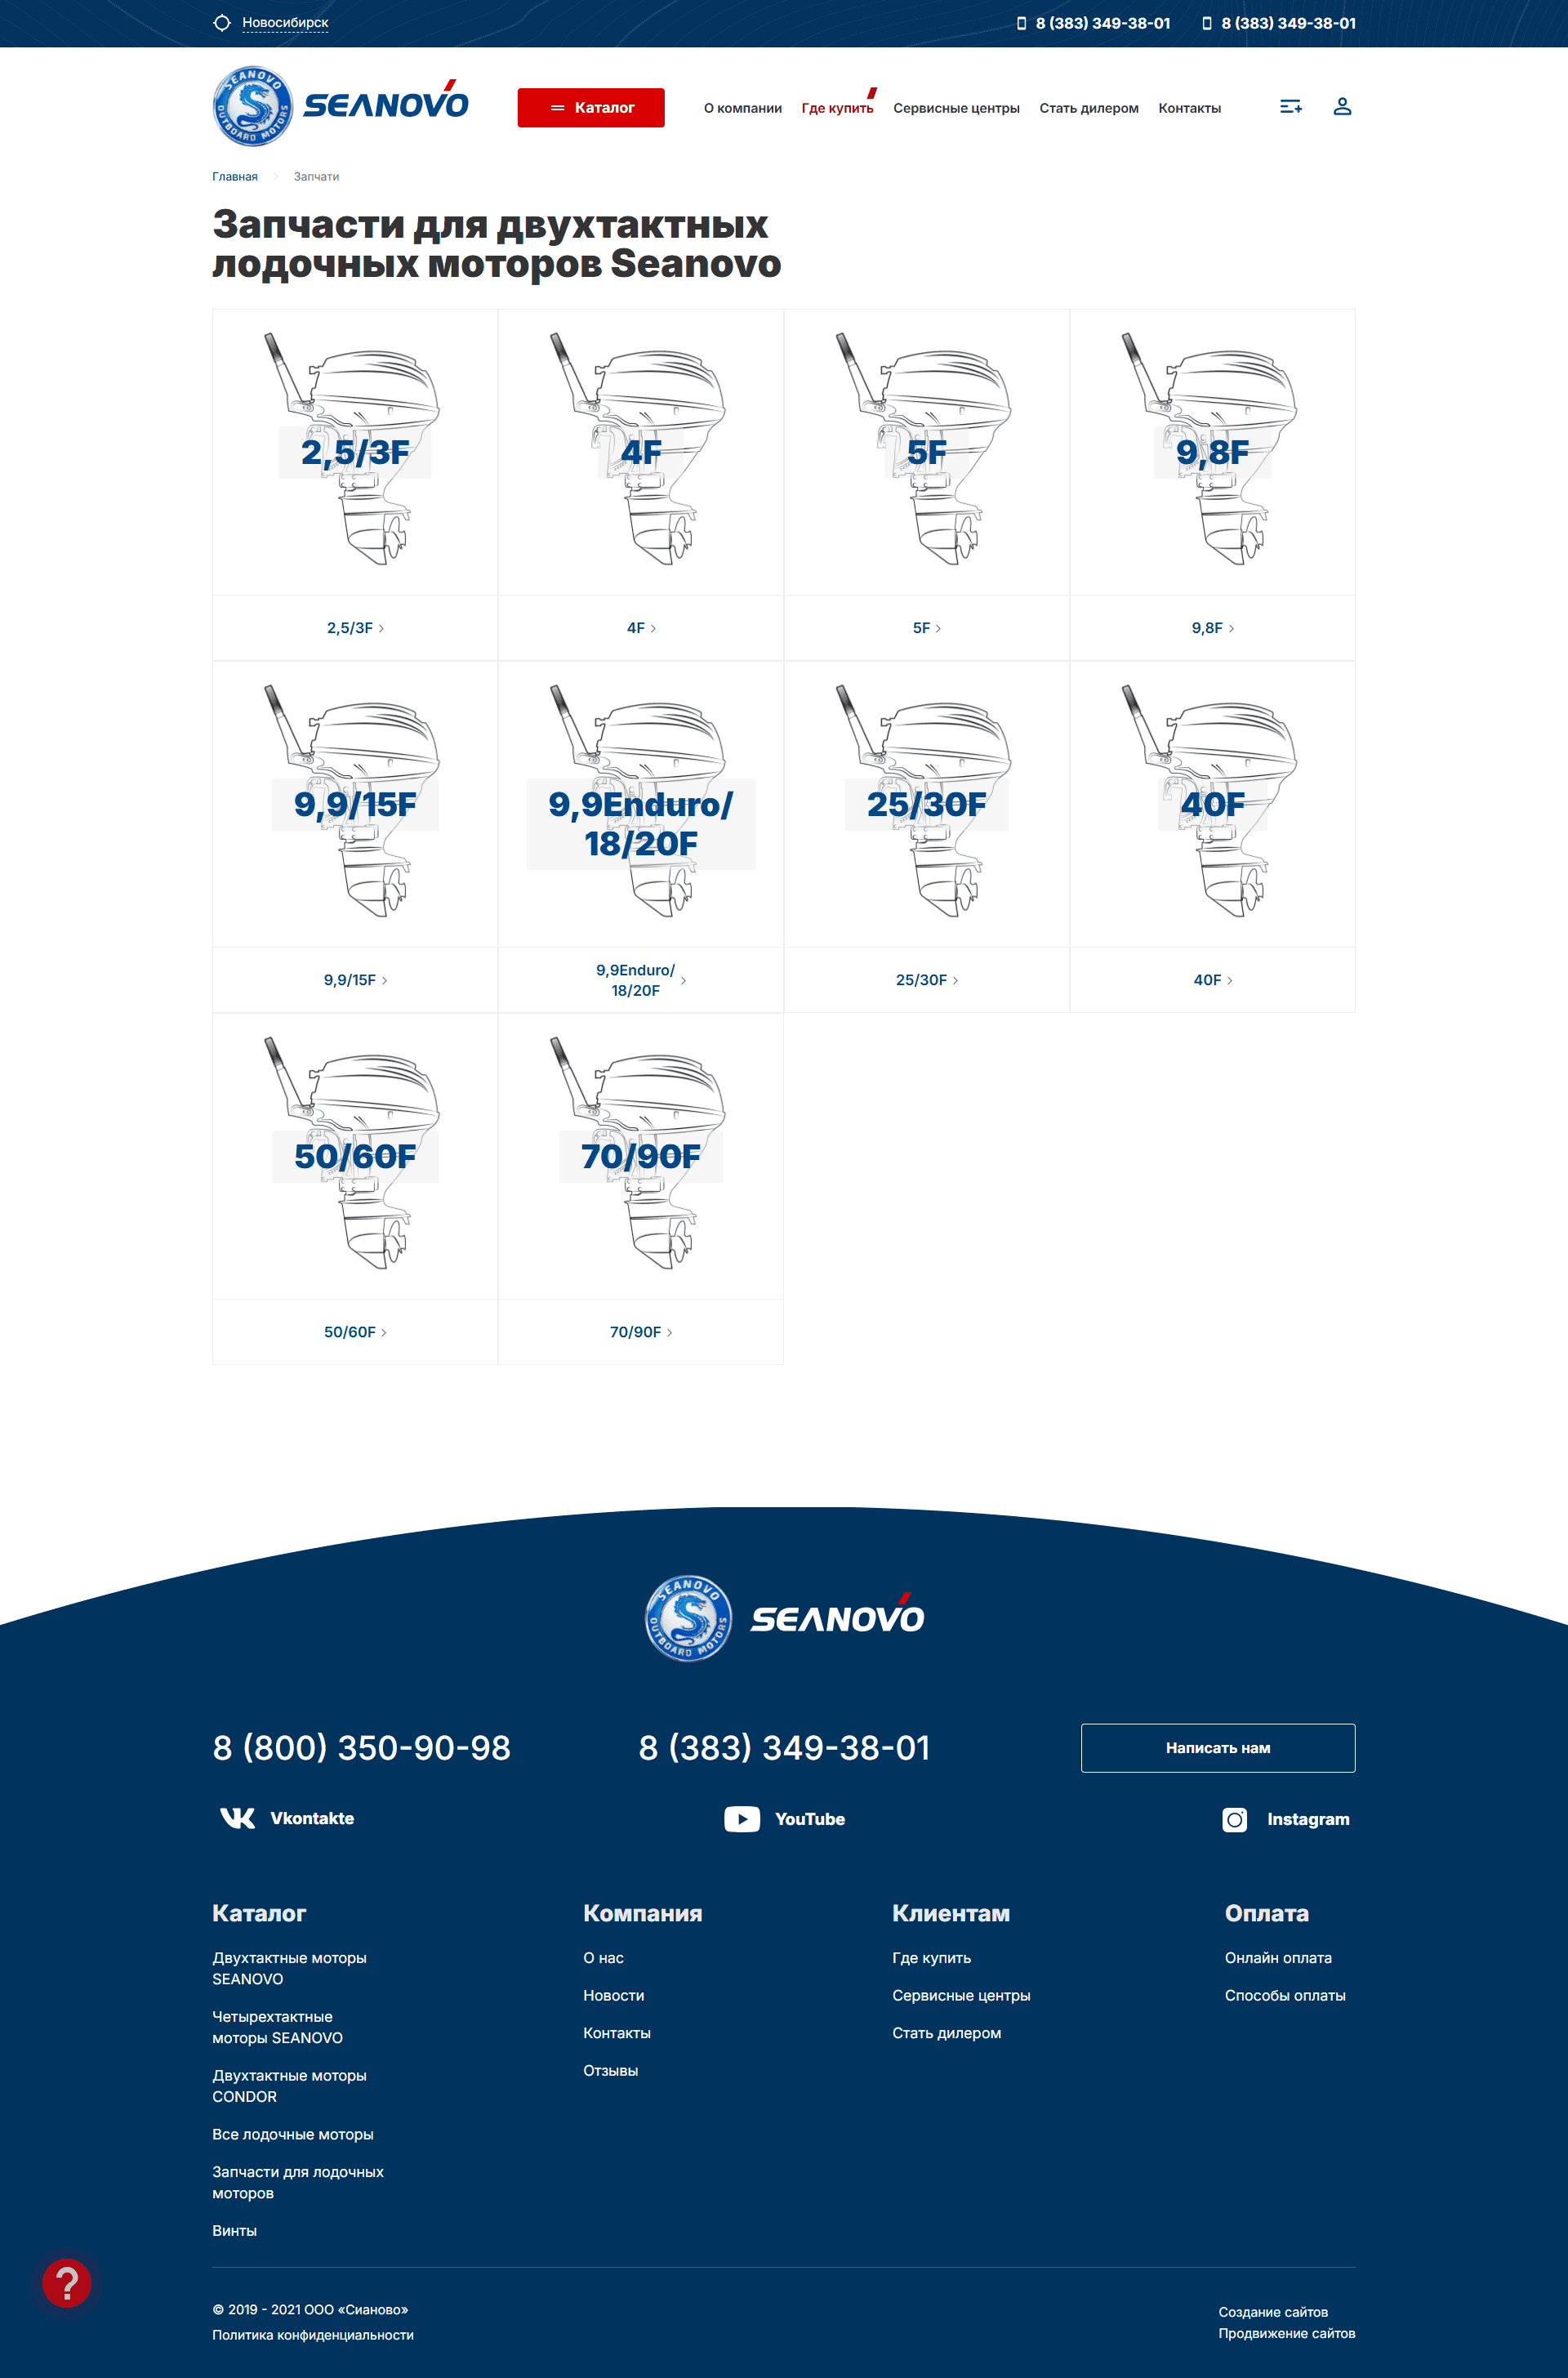 Новосибирск
8 (383) 349-38-01
8 (383) 349-38-01
SEANOVO
OUTBOARD MOTORS
SEANOVO
Каталог
О компании
Где купить
Сервисные центры
Стать дилером
Контакты
Главная
Запчати
Запчасти для двухтактных
лодочных моторов Seanovo
2,5/3F
4F
5F
9,8F
2,5/3F
4F
5F
9,8F
9,9/15F
9,9Enduro/
18/20F
25/30F
40F
9,9/15F
9,9Enduro/
18/20F
25/30F
40F
50/60F
70/90F
50/60F
70/90F
SEANOVO
OUTBOARD MOTORS
SEANOVO
8 (800) 350-90-98
8 (383) 349-38-01
Написать нам
Vkontakte
YouTube
Instagram
Каталог
Двухтактные моторы
SEANOVO
Четырехтактные
моторы SEANOVO
Двухтактные моторы
CONDOR
Все лодочные моторы
Запчасти для лодочных
моторов
Винты
Компания
О нас
Новости
Контакты
Отзывы
Клиентам
Где купить
Сервисные центры
Стать дилером
Оплата
Онлайн оплата
Способы оплаты
?
© 2019 - 2021 ООО «Сианово»
Политика конфиденциальности
Создание сайтов
Продвижение сайтов